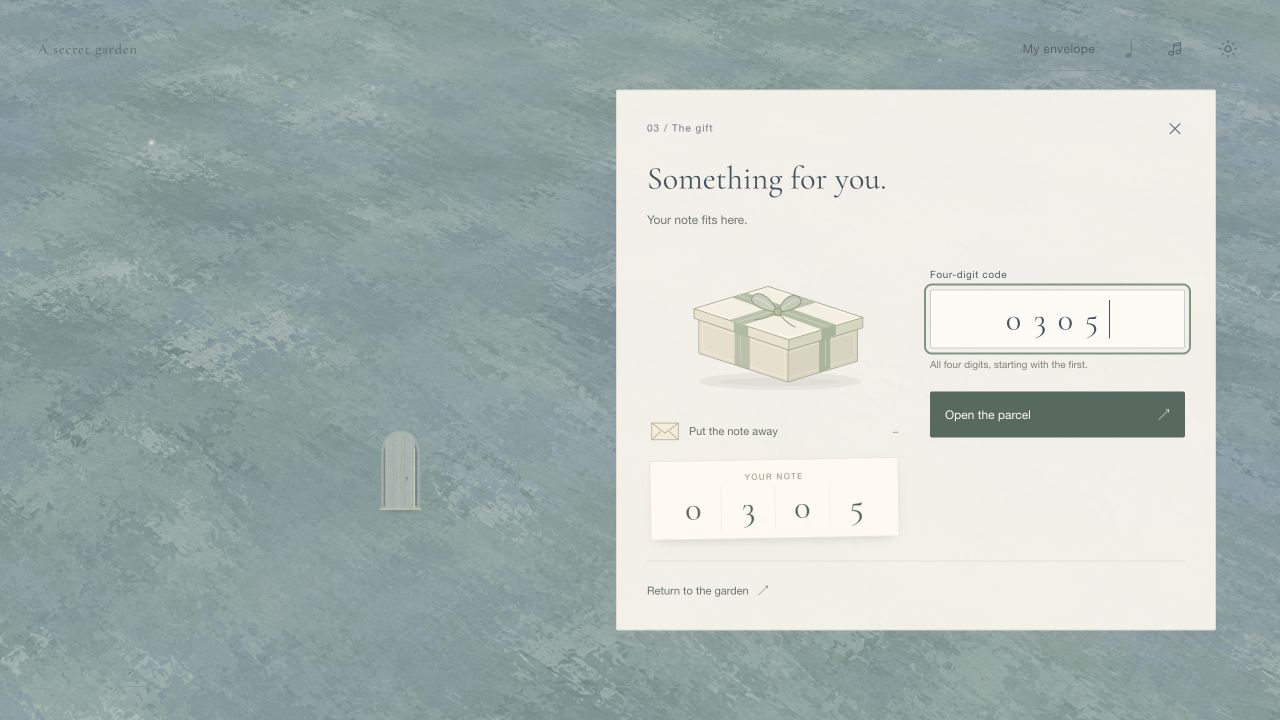 A secret garden
My envelope
03 / The gift
Something for you.
Your note fits here.
Four-digit code
0305
All four digits, starting with the first.
Open the parcel
Put the note away
YOUR NOTE
0 3 0 5
Return to the garden